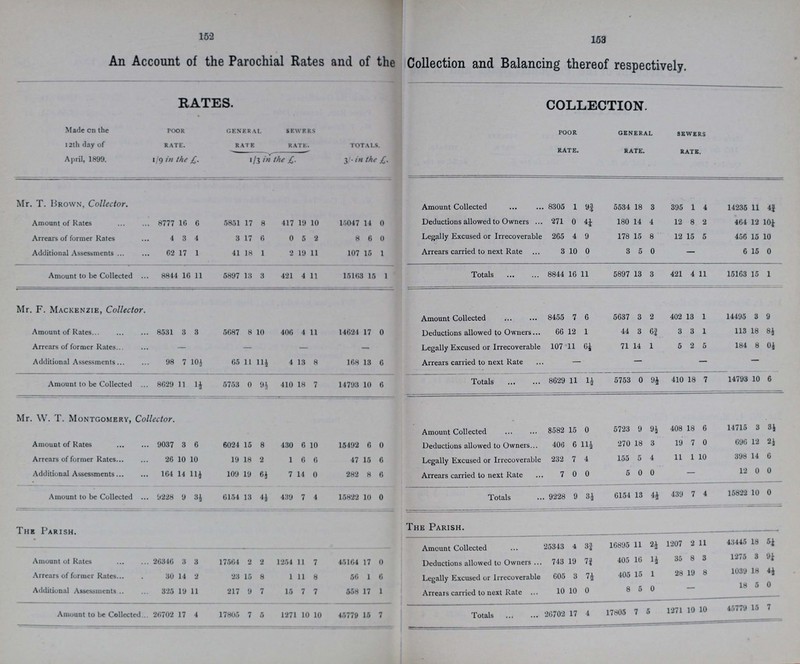 152
An Account of the Parochial Rates and of the
RATES.
Made on the 12th day of April, 1899.
POOR RATE. GENERAL RATE SEWERS RATE. TOTALS.
1/9 in the £. 1/3 in the £. 3/- in the £.
Mr. T. Brown, Collector.
Amount of Rates ... ... 8777 16 6 5851 17 8 417 19 10 15047 14 0
Arrears of former Rates ... 4 3 4 3 17 6 0 5 2 8 6 0
Additional Assessments ... ... 62 17 1 41 18 1 2 19 11 107 15 1
Amount to be Collected ... 8844 16 11 5897 13 3 421 4 11 15163 15 1
Mr. F. Mackenzie, Collector.
Amount of Rates... ... ... 8531 3 3 5687 8 10 406 4 11 14624 17 0
Arrears of former Rates... ... — — — —
Additional Assessments... ... 98 7 10½ 65 11 11½ 4 13 8 168 13 6
Amount to be Collected ... 8629 11 1½ 5753 0 9½ 410 18 7 14793 10 6
Mr. W. T. Montgomery, Collector.
Amount of Rates ... ... 9037 3 6 6024 15 8 430 6 10 15492 6 0
Arrears of former Rates... ... 26 10 10 19 18 2 1 6 6 47 15 6
Additional Assessments... ... 164 14 11½ 109 19 6½ 7 14 0 282 8 6
Amount to be Collected ... 9228 9 3½ 6154 13 4½ 439 7 4 15822 10 0
The Parish.
Amount of Rates ... ... 26346 3 3 17564 2 2 1254 11 7 45164 17 0
Arrears of former Rates... . 30 14 2 23 15 8 1 11 8 56 1 6
Additional Assessments .. ... 325 19 11 217 9 7 15 7 7 558 17 1
Amount to be Collected... 26702 17 4 17805 7 5 1271 10 10 45779 15 7
153
Collection and Balancing thereof respectively.
COLLECTION.
POOR RATE. GENERAL RATE. SEWERS RATE.
Amount Collected ... ... 8305 1 9¾ 5534 18 3 395 1 4 14235 11 4¾
Deductions allowed to Owners ... 271 0 4¼ 180 14 4 12 8 2 464 12 10¼
Legally Excused or Irrecoverable 265 4 9 178 15 8 12 15 5 456 15 10
Arrears carried to next Rate ... 3 10 0 3 5 0 — 6 15 0
Totals ... ... 8844 16 11 5897 13 3 421 4 11 15163 15 1
Amount Collected ... ... 8455 7 6 5637 3 2 402 13 1 14495 3 9
Deductions allowed to Owners... 66 12 1 44 3 6¾ 3 3 1 113 18 8½
Legally Excused or Irrecoverable 107 11 6¼ 71 14 1 5 2 5 184 8 0½
Arrears carried to next Rate ... — — — —
Totals ... ... 8629 11 1½ 5753 0 9½ 410 18 7 14793 10 6
Amount Collected ... ... 8582 15 0 5723 9 9½ 408 18 6 14715 3 3½
Deductions allowed to Owners... 406 6 11½ 270 18 3 19 7 0 696 12 2½
Legally Excused or Irrecoverable 232 7 4 155 5 4 11 1 10 398 14 6
Arrears carried to next Rate ... 7 0 0 5 0 0 — 12 0 0
Totals ... 9228 9 3½ 6154 13 4½ 439 7 4 15822 10 0
The Parish.
Amount Collected ... 25343 4 3¾ 16895 11 2½ 1207 2 11 43445 18 5¼
Deductions allowed to Owners ... 743 19 7¾ 405 16 1½ 35 8 3 1275 3 9¼
Legally Excused or Irrecoverable 605 3 7½ 405 15 1 28 19 8 1039 18 4½
Arrears carried to next Rate ... 10 10 0 8 5 0 — 18 5 0
Totals ... ... 26702 17 4 17805 7 5 1271 10 10 45779 15 7